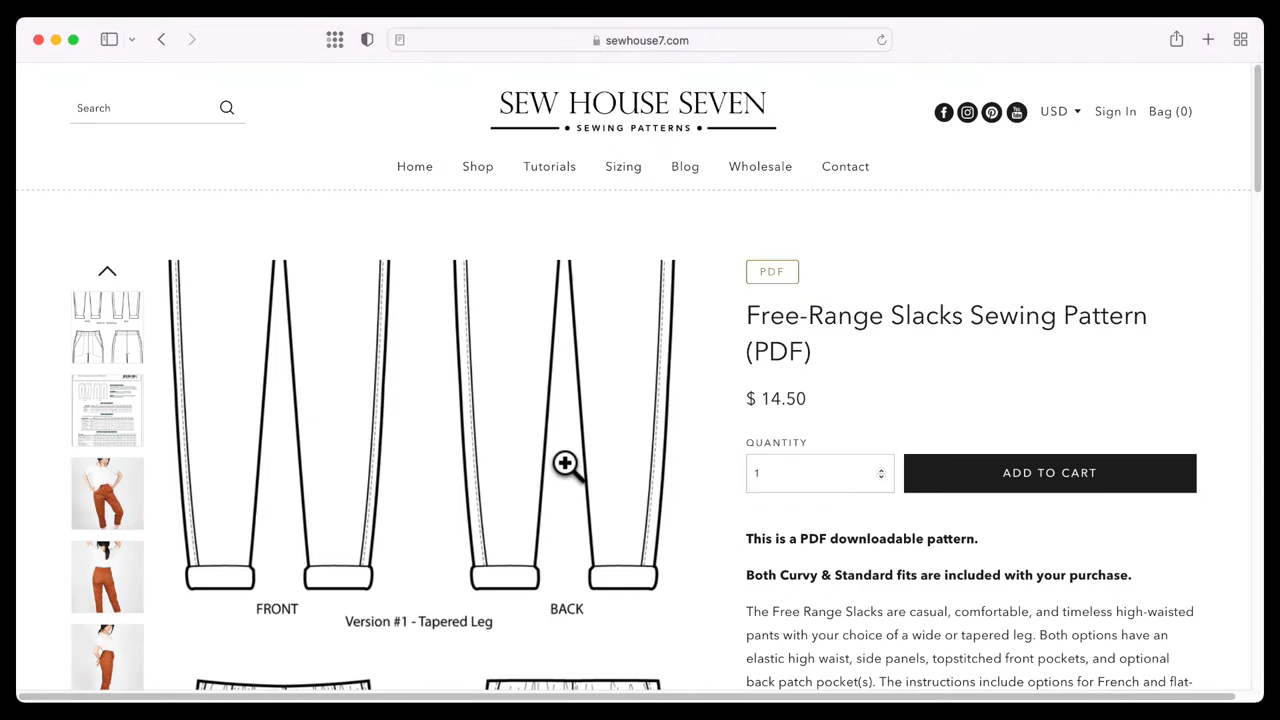 sewhouse7.com
Search
SEW HOUSE SEVEN
SEWING PATTERNS
USD
Sign In
Bag (0)
Home
Shop
Tutorials
Sizing
Blog
Wholesale
Contact
FRONT
BACK
Version #1 - Tapered Leg
PDF
Free-Range Slacks Sewing Pattern
(PDF)
$ 14.50
QUANTITY
1
ADD TO CART
This is a PDF downloadable pattern.
Both Curvy & Standard fits are included with your purchase.
The Free Range Slacks are casual, comfortable, and timeless high-waisted
pants with your choice of a wide or tapered leg. Both options have an
elastic high waist, side panels, topstitched front pockets, and optional
back patch pocket(s). The instructions include options for French and flat-